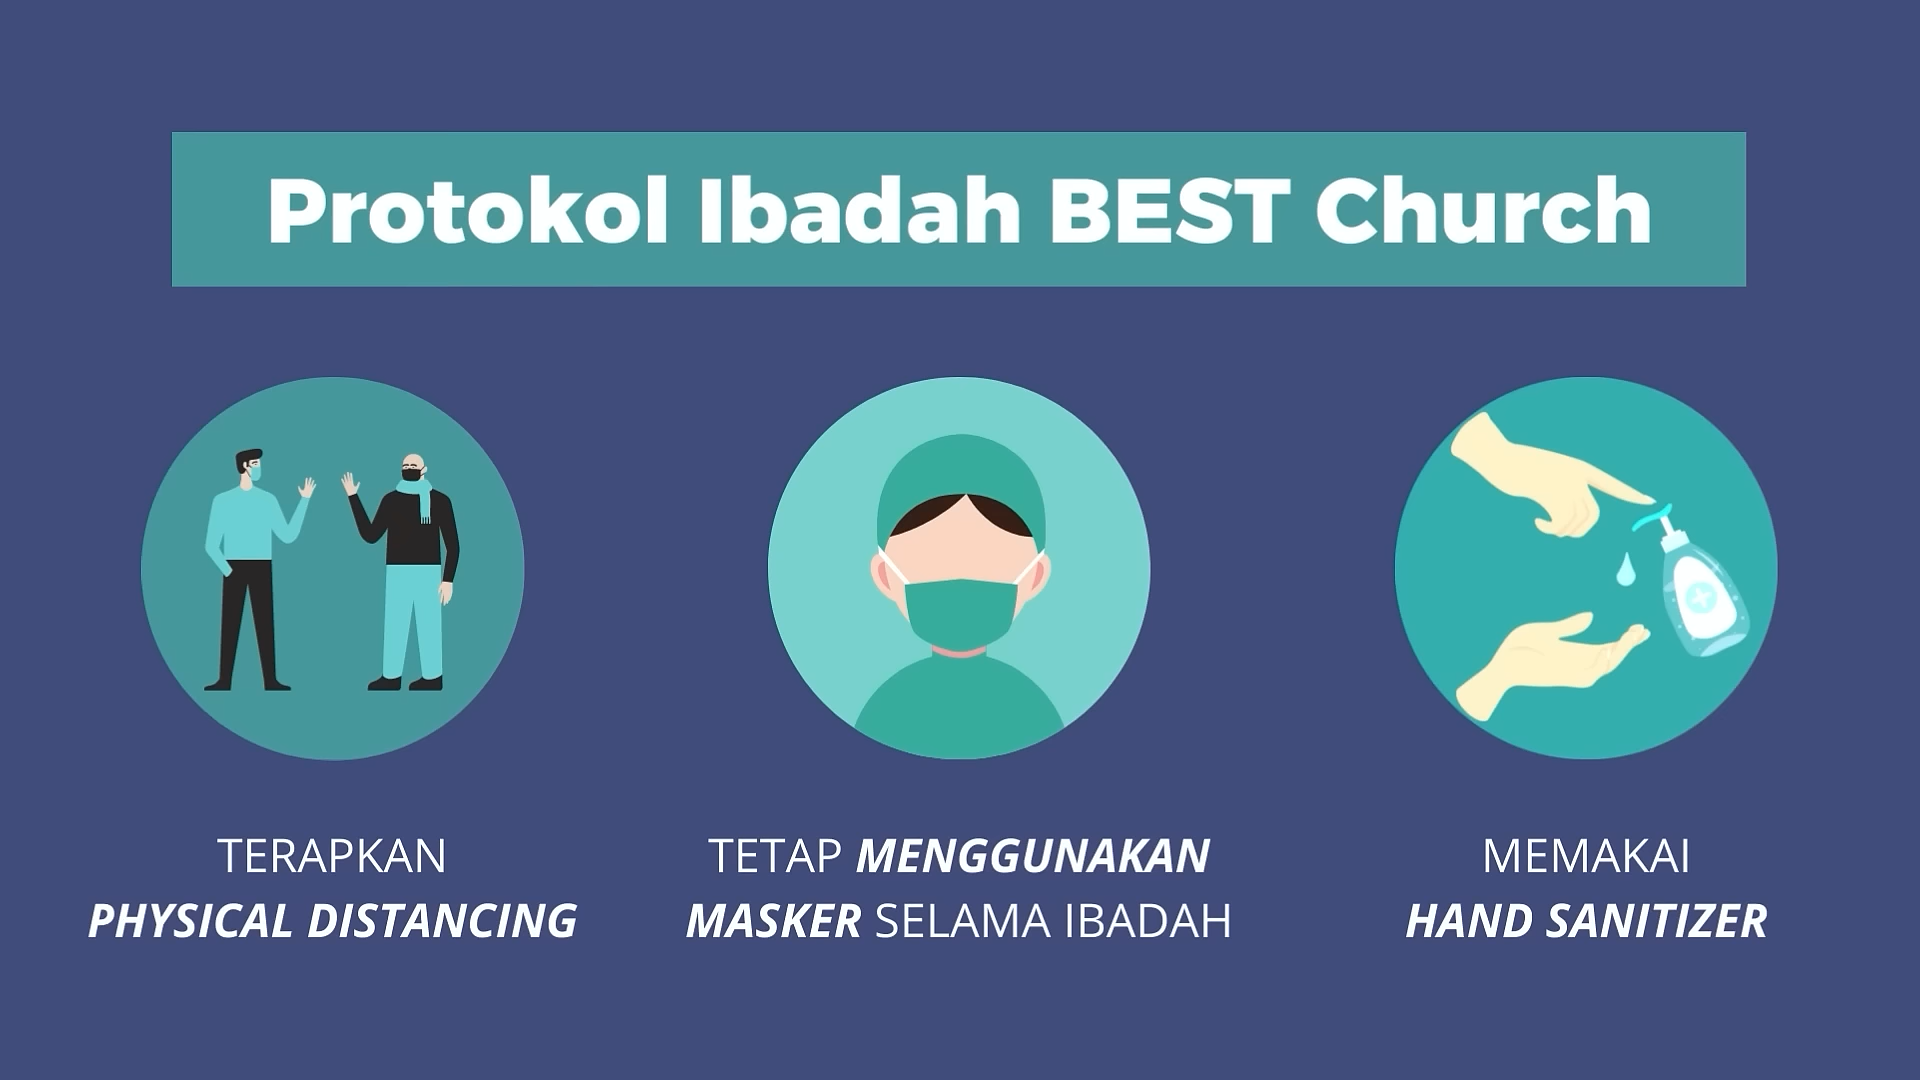 Protokol Ibadah BEST Church
TERAPKAN
PHYSICAL DISTANCING
TETAP MENGGUNAKAN
MASKER SELAMA IBADAH
MEMAKAI
HAND SANITIZER